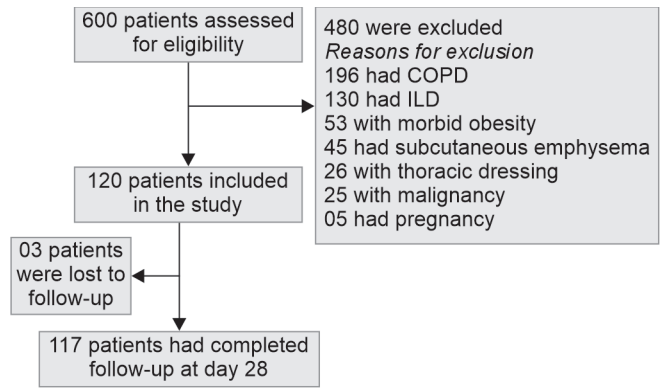 600 patients assessed
for eligibility
480 were excluded
Reasons for exclusion
196 had COPD
130 had ILD
53 with morbid obesity
45 had subcutaneous emphysema
26 with thoracic dressing
25 with malignancy
05 had pregnancy
120 patients included
in the study
03 patients
were lost to
follow-up
117 patients had completed
follow-up at day 28